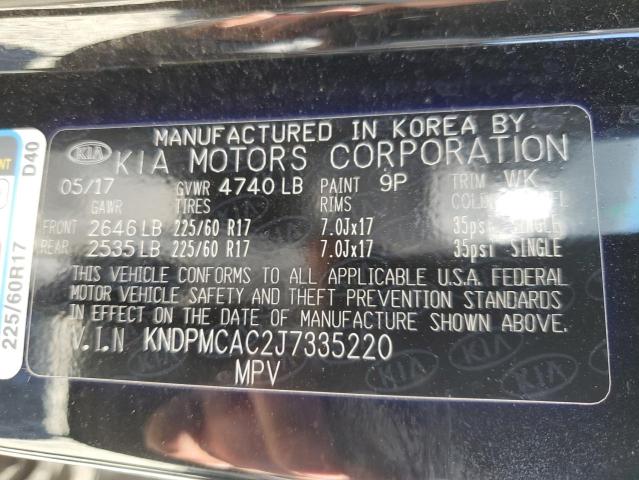 MANUFACTURED IN KOREA BY
KIA KIA MOTORS CORPORATION
05/17 GVWR 4740 LB PAINT 9P TRIM WK
GAWR TIRES RIMS COLD
FRONT 2646 LB 225/60 R17 7.0Jx17 35psi SINGLE
REAR 2535 LB 225/60 R17 7.0Jx17 35psi SINGLE
THIS VEHICLE CONFORMS TO ALL APPLICABLE U.S.A. FEDERAL
MOTOR VEHICLE SAFETY AND THEFT PREVENTION STANDARDS
IN EFFECT ON THE DATE OF MANUFACTURE SHOWN ABOVE.
V.I.N KNDPMCAC2J7335220
MPV
D40
225/60R17